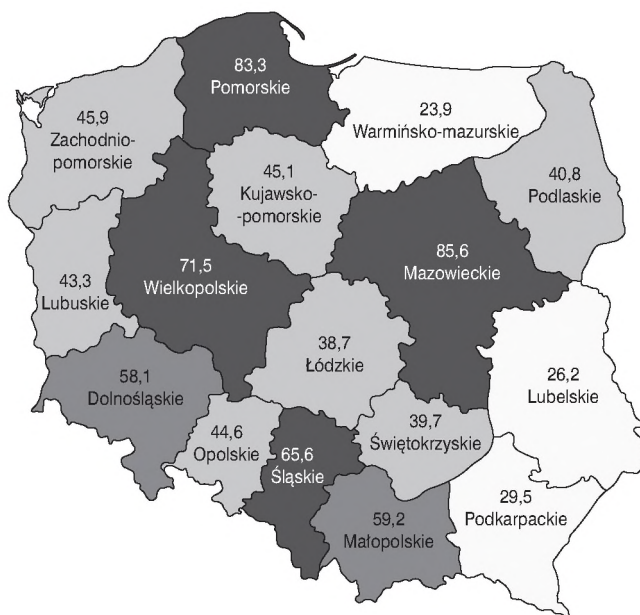 83,3
Pomorskie
45,9
Zachodnio-
pomorskie
23,9
Warmińsko-mazurskie
45,1
Kujawsko-
-pomorskie
40,8
Podlaskie
43,3
Lubuskie
71,5
Wielkopolskie
85,6
Mazowieckie
38,7
Łódzkie
58,1
Dolnośląskie
26,2
Lubelskie
44,6
Opolskie
65,6
Śląskie
39,7
Świętokrzyskie
59,2
Małopolskie
29,5
Podkarpackie